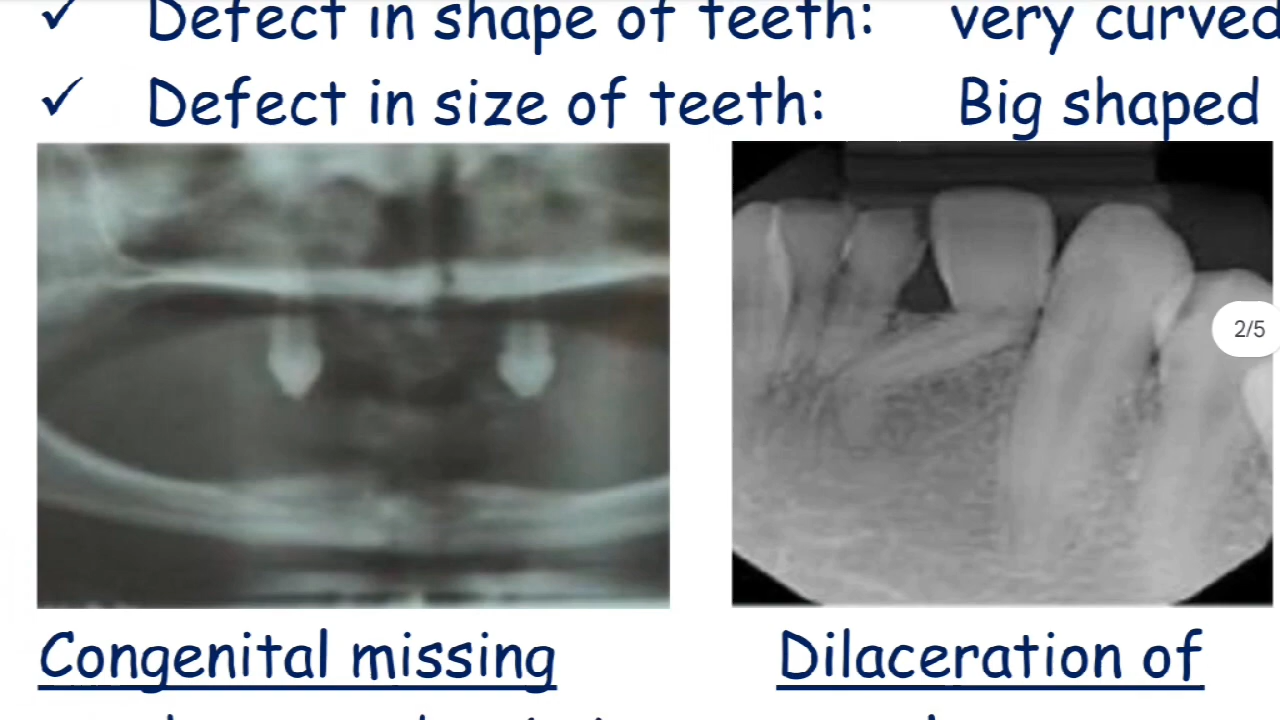 ✓ Defect in shape of teeth: very curved
✓ Defect in size of teeth: Big shaped
2/5
Congenital missing
Dilaceration of